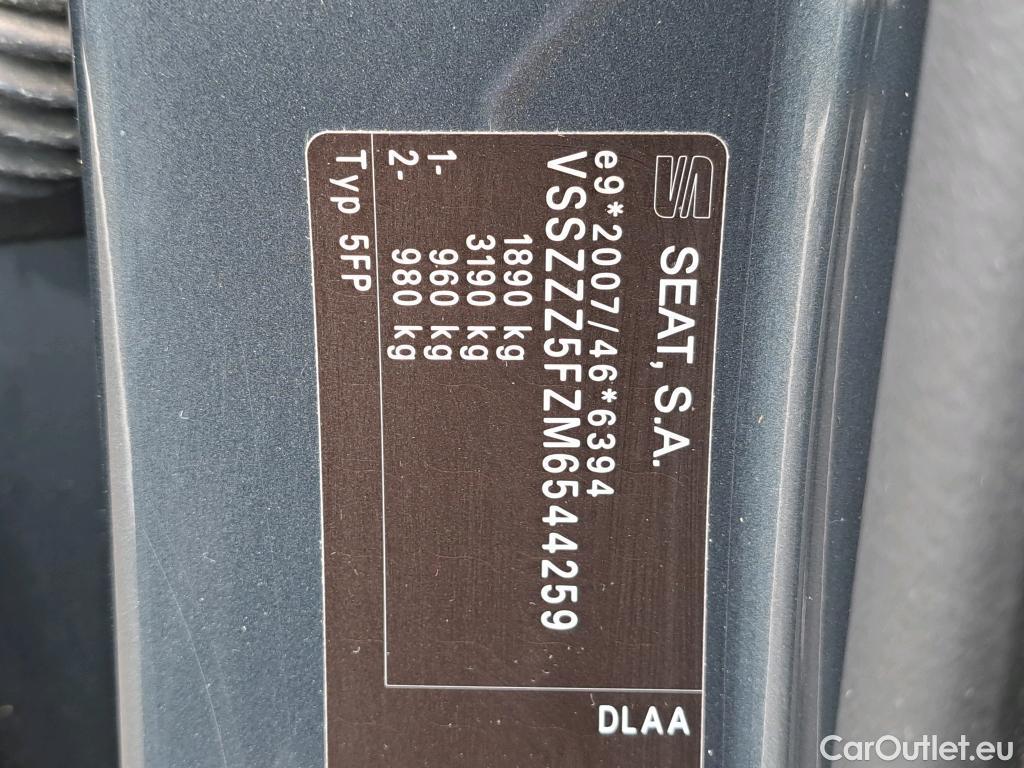 SEAT, S.A.
e9*2007/46*6394
VSSZZZ5FZM6544259
1890 kg
3190 kg
1- 960 kg
2- 980 kg
Typ 5FP
DLAA
CarOutlet.eu